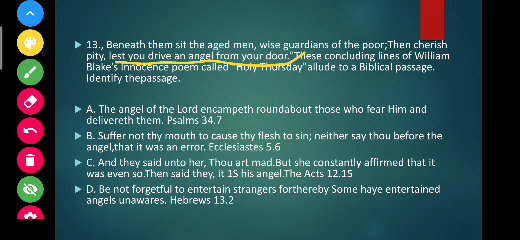 13., Beneath them sit the aged men, wise guardians of the poor;Then cherish
pity, lest you drive an angel from your door."These concluding lines of William
Blake's Innocence poem called" "Holy Thursday"allude to a Biblical passage.
Identify thepassage.
A. The angel of the Lord encampeth roundabout those who fear Him and
delivereth them. Psalms 34.7
B. Suffer not thy mouth to cause thy flesh to sin; neither say thou before the
angel,that it was an error. Ecclesiastes 5.6
C. And they said unto her, Thou art mad.But she constantly affirmed that it
was even so.Then said they, it 1S his angel.The Acts 12.15
D. Be not forgetful to entertain strangers forthereby Some haye entertained
angels unawares. Hebrews 13.2